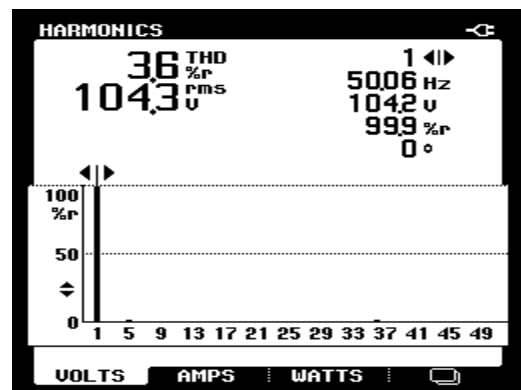 HARMONICS
3.6 THD %r
104.3 rms V
1
50.06 Hz
104.2 V
99.9 %r
0 °
100
%r
50
0
1 5 9 13 17 21 25 29 33 37 41 45 49
VOLTS AMPS WATTS